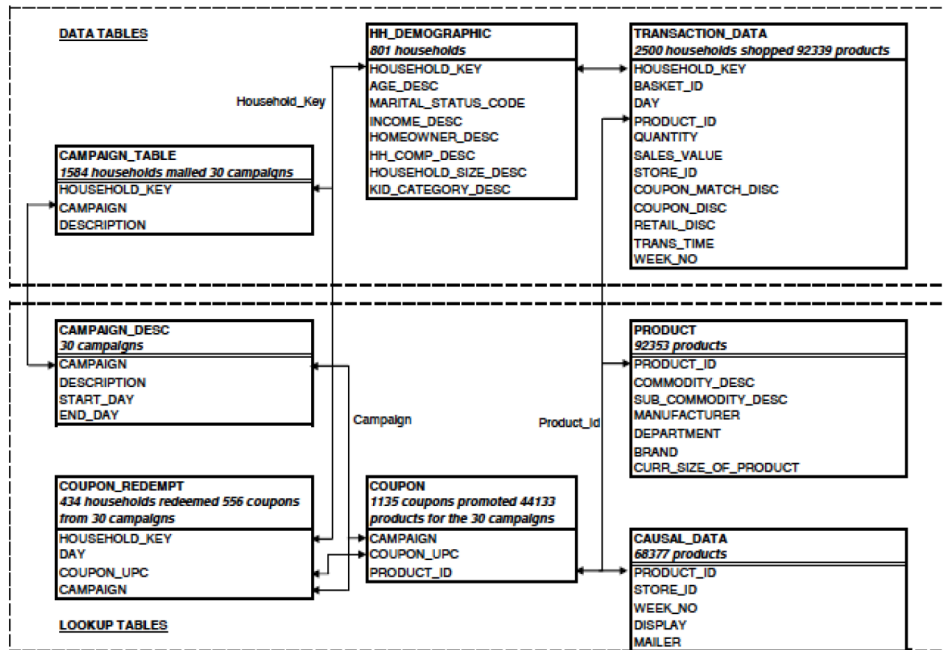 DATA TABLES
HH_DEMOGRAPHIC
801 households
HOUSEHOLD_KEY
AGE_DESC
MARITAL_STATUS_CODE
INCOME_DESC
HOMEOWNER_DESC
HH_COMP_DESC
HOUSEHOLD_SIZE_DESC
KID_CATEGORY_DESC
TRANSACTION_DATA
2500 households shopped 92339 products
HOUSEHOLD_KEY
BASKET_ID
DAY
PRODUCT_ID
QUANTITY
SALES_VALUE
STORE_ID
COUPON_MATCH_DISC
COUPON_DISC
RETAIL_DISC
TRANS_TIME
WEEK_NO
Household_Key
CAMPAIGN_TABLE
1584 households mailed 30 campaigns
HOUSEHOLD_KEY
CAMPAIGN
DESCRIPTION
CAMPAIGN_DESC
30 campaigns
CAMPAIGN
DESCRIPTION
START_DAY
END_DAY
Campaign
Product_Id
PRODUCT
92353 products
PRODUCT_ID
COMMODITY_DESC
SUB_COMMODITY_DESC
MANUFACTURER
DEPARTMENT
BRAND
CURR_SIZE_OF_PRODUCT
COUPON_REDEMPT
434 households redeemed 556 coupons
from 30 campaigns
HOUSEHOLD_KEY
DAY
COUPON_UPC
CAMPAIGN
COUPON
1135 coupons promoted 44133
products for the 30 campaigns
CAMPAIGN
COUPON_UPC
PRODUCT_ID
CAUSAL_DATA
68377 products
PRODUCT_ID
STORE_ID
WEEK_NO
DISPLAY
MAILER
LOOKUP TABLES